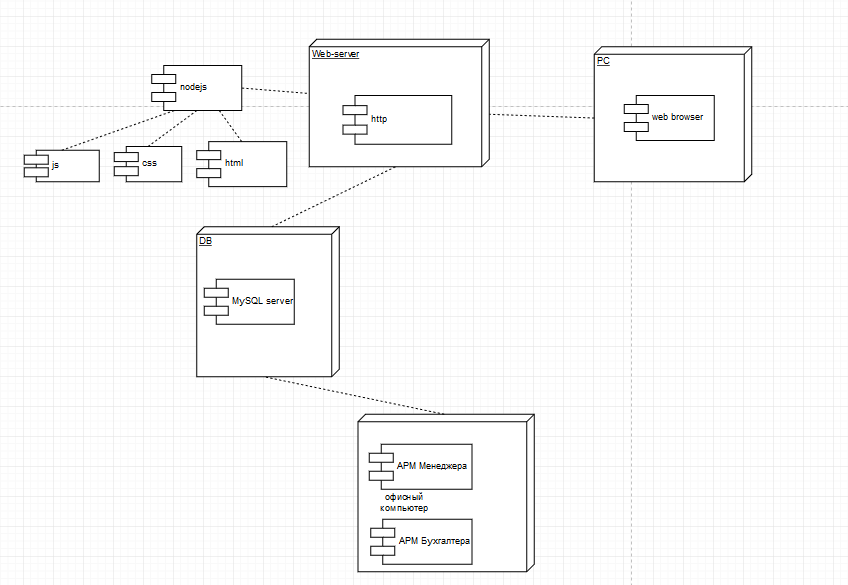 Web-server
PC
nodejs
http
web browser
js
css
html
DB
MySQL server
АРМ Менеджера
офисный
компьютер
АРМ Бухгалтера